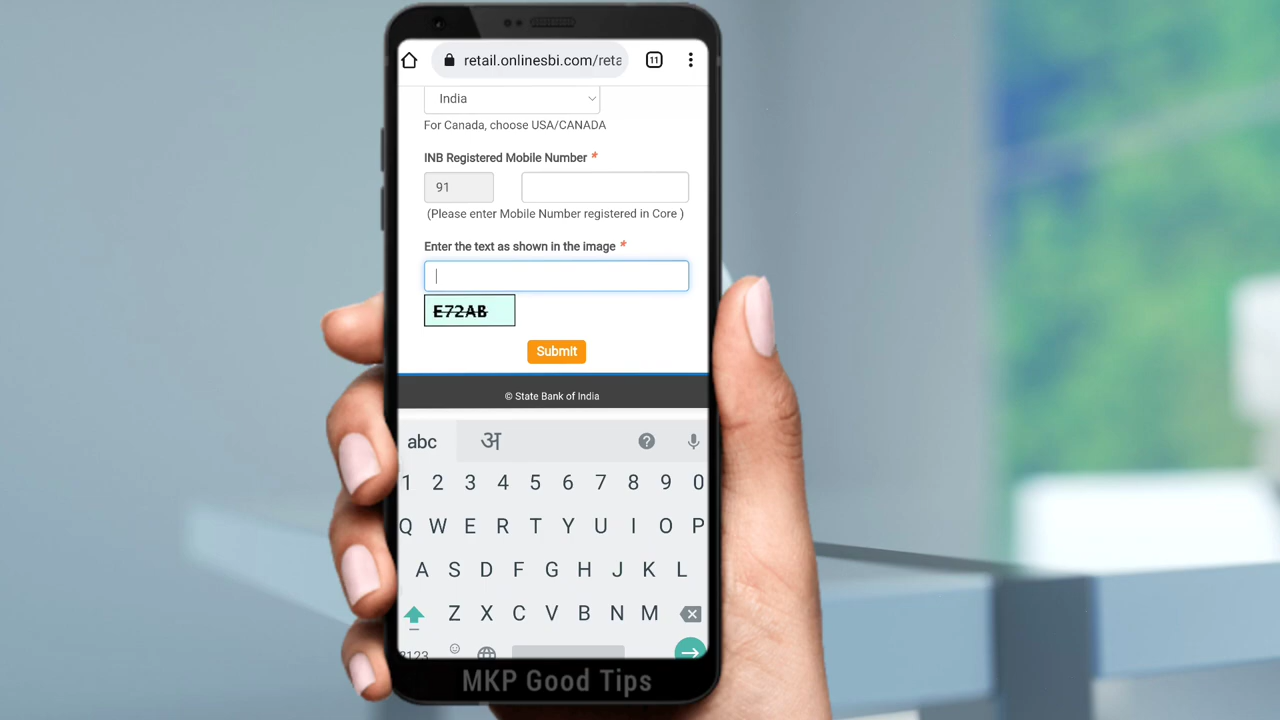 retail.onlinesbi.com/reta
11
India
For Canada, choose USA/CANADA
INB Registered Mobile Number *
91
(Please enter Mobile Number registered in Core )
Enter the text as shown in the image *
E72AB
Submit
© State Bank of India
abc अ ?
1 2 3 4 5 6 7 8 9 0
Q W E R T Y U I O P
A S D F G H J K L
Z X C V B N M
MKP Good Tips